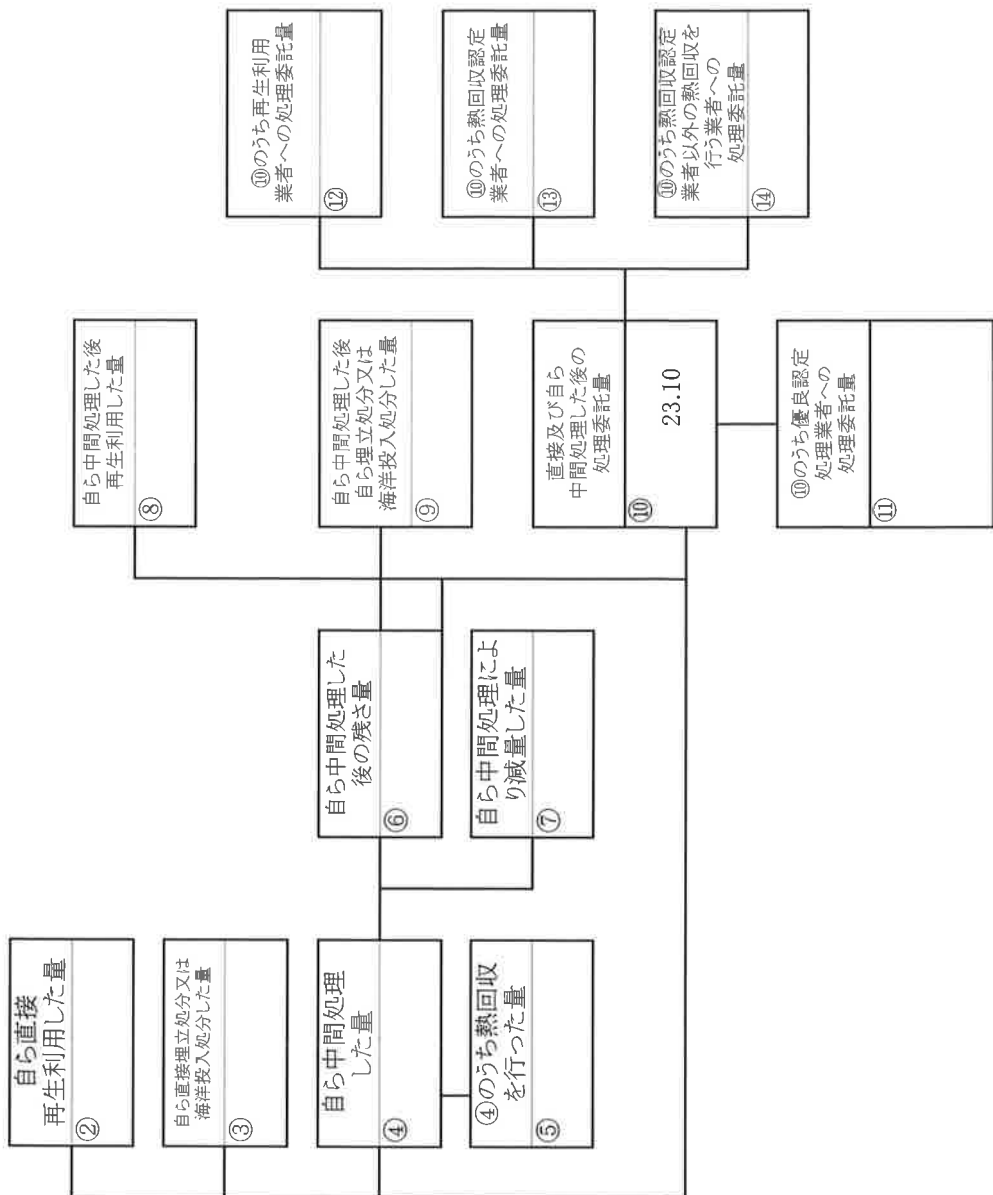 自ら直接
再生利用した量
②
自ら直接埋立処分又は
海洋投入処分した量
③
自ら中間処理
した量
④
④のうち熱回収
を行った量
⑤
自ら中間処理した
後の残さ量
⑥
自ら中間処理によ
り減量した量
⑦
自ら中間処理した後
再生利用した量
⑧
自ら中間処理した後
自ら埋立処分又は
海洋投入処分した量
⑨
直接及び自ら
中間処理した後の
処理委託量
⑩
23.10
⑩のうち優良認定
処理業者への
処理委託量
⑪
⑩のうち再生利用
業者への処理委託量
⑫
⑩のうち熱回収認定
業者への処理委託量
⑬
⑩のうち熱回収認定
業者以外の熱回収を
行う業者への
処理委託量
⑭